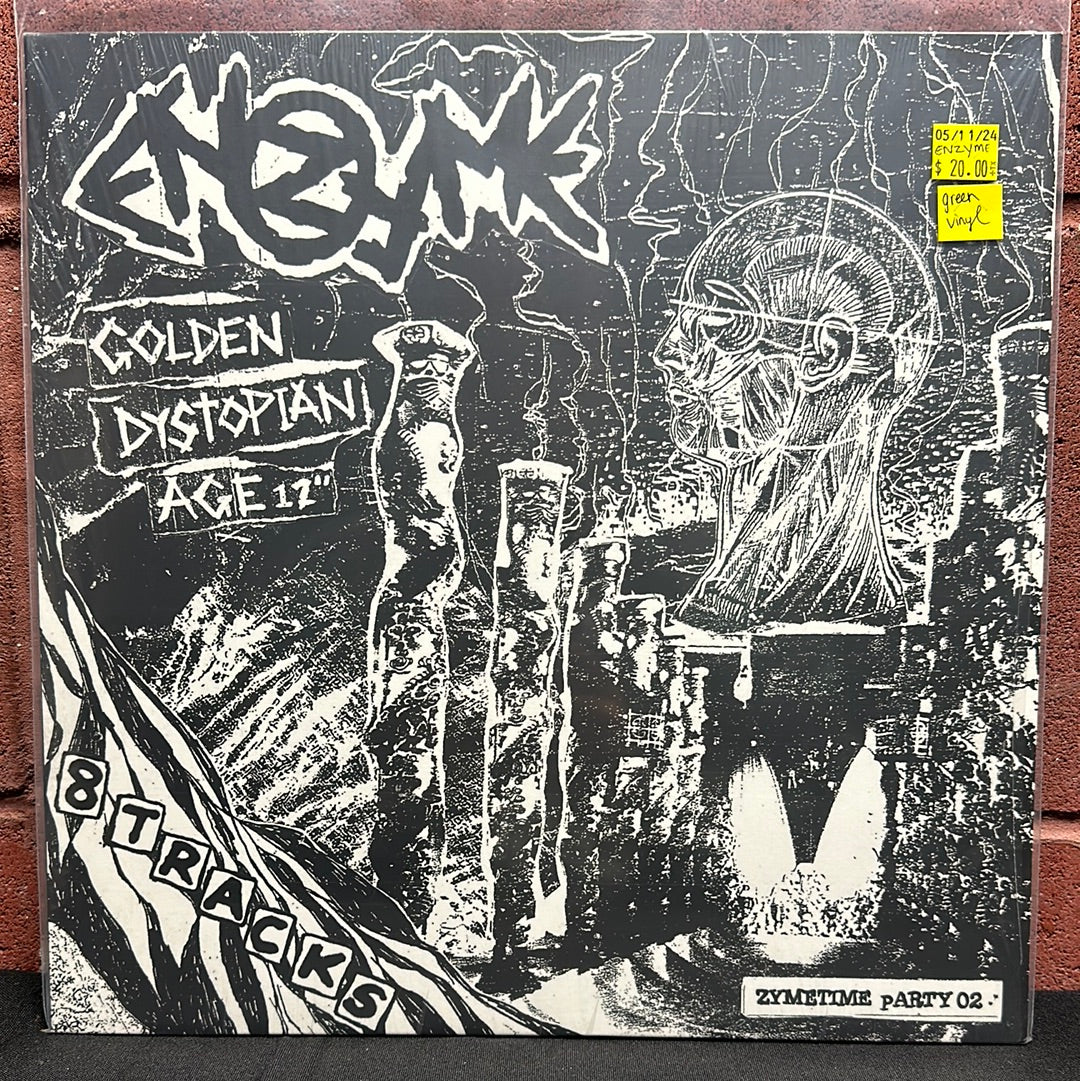 ENZYME
GOLDEN
DYSTOPIAN
AGE 12"
05/11/24
ENZYME
$ 20.00
green
vinyl
8 TRACKS
ZYMETIME PARTY 02